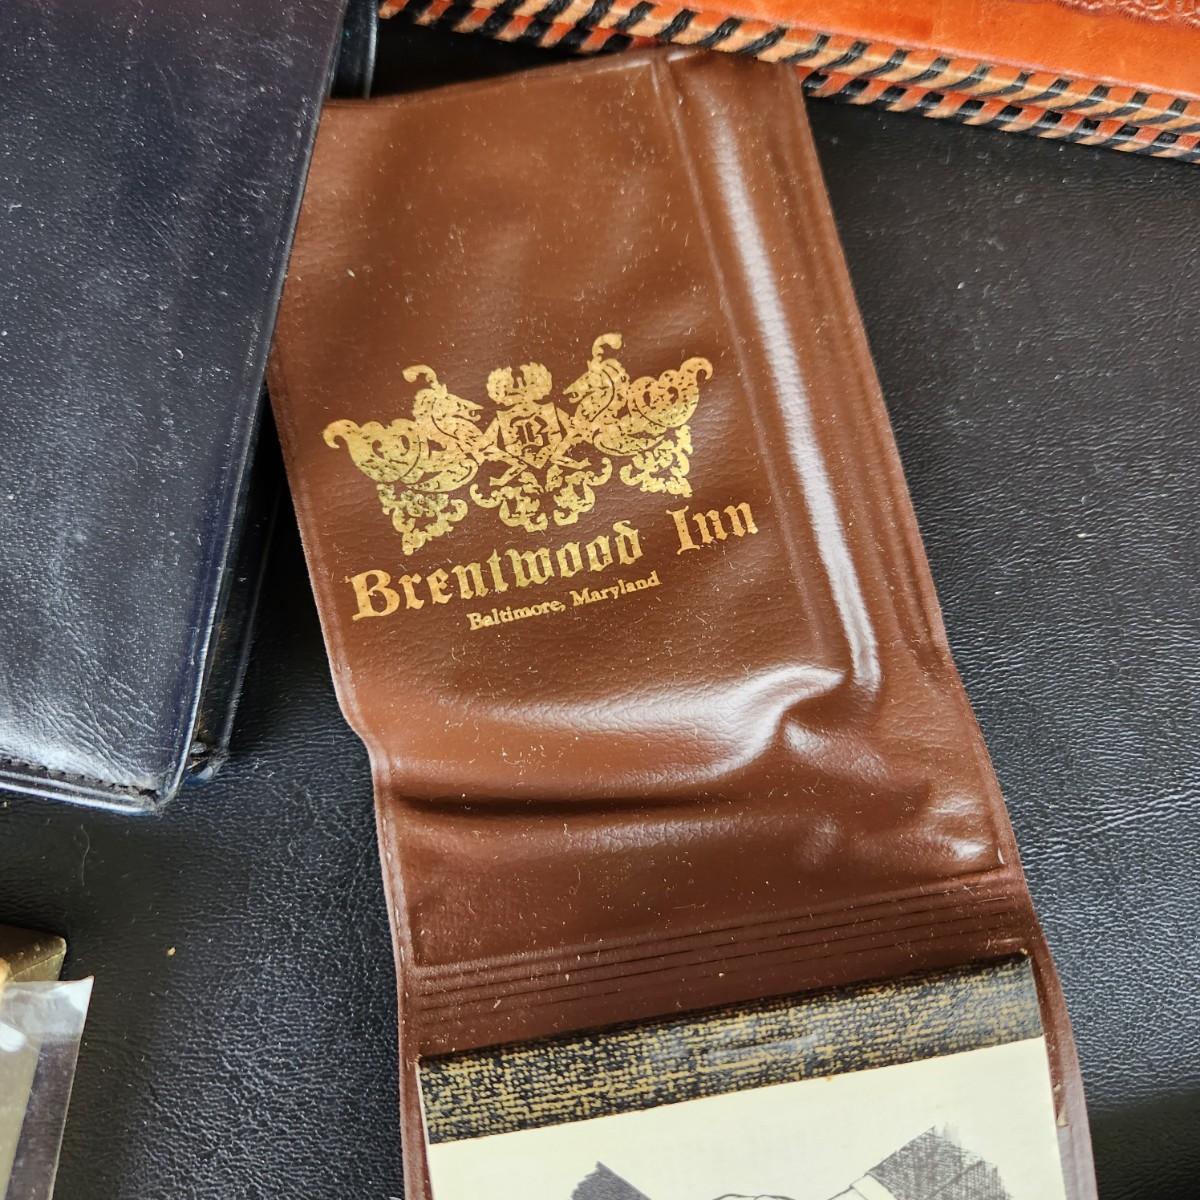 B
Brentwood Inn
Baltimore, Maryland